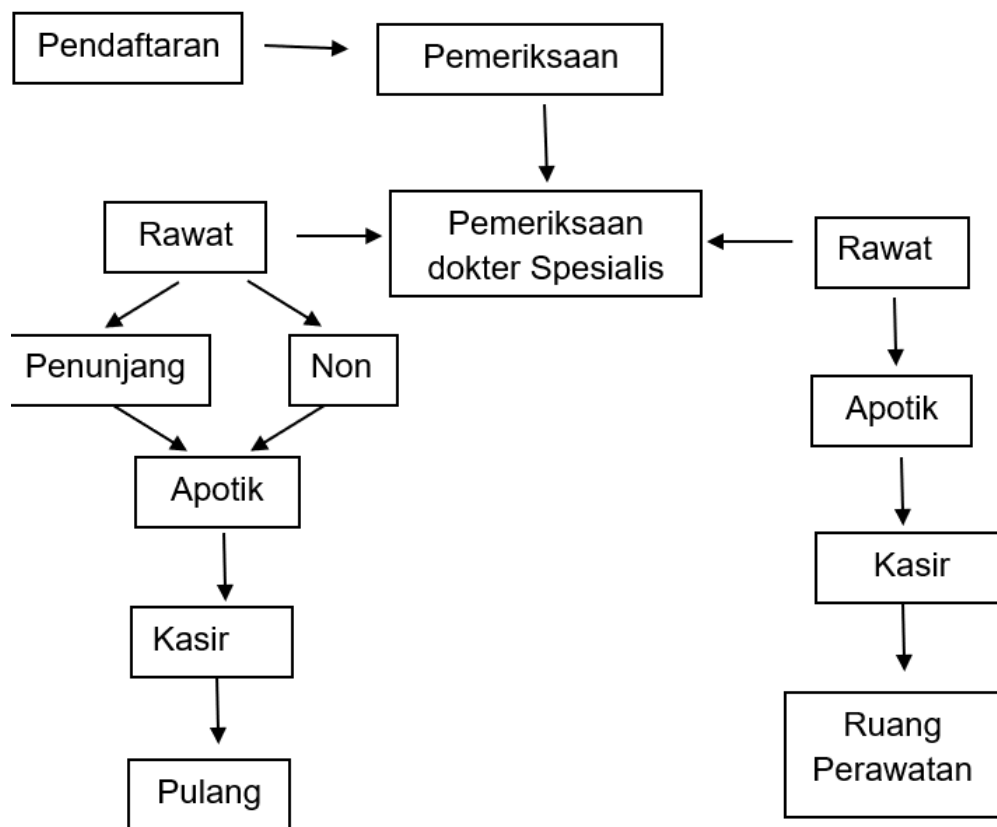 Pendaftaran
Pemeriksaan
Pemeriksaan
dokter Spesialis
Rawat
Rawat
Penunjang
Non
Apotik
Apotik
Kasir
Kasir
Pulang
Ruang
Perawatan